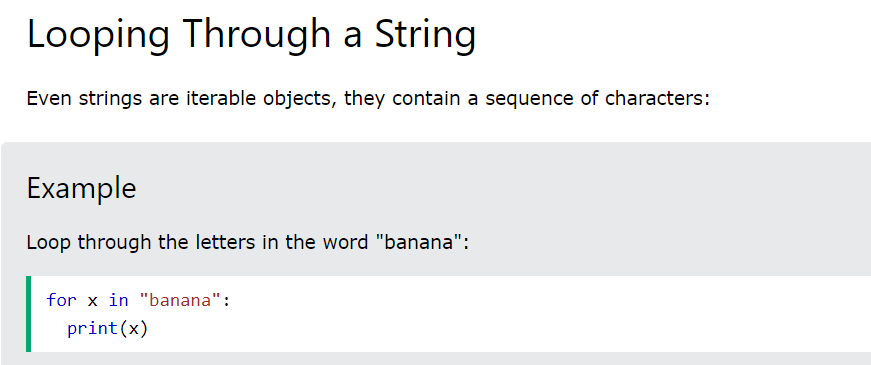 Looping Through a String
Even strings are iterable objects, they contain a sequence of characters:
Example
Loop through the letters in the word "banana":
for x in "banana":
  print(x)